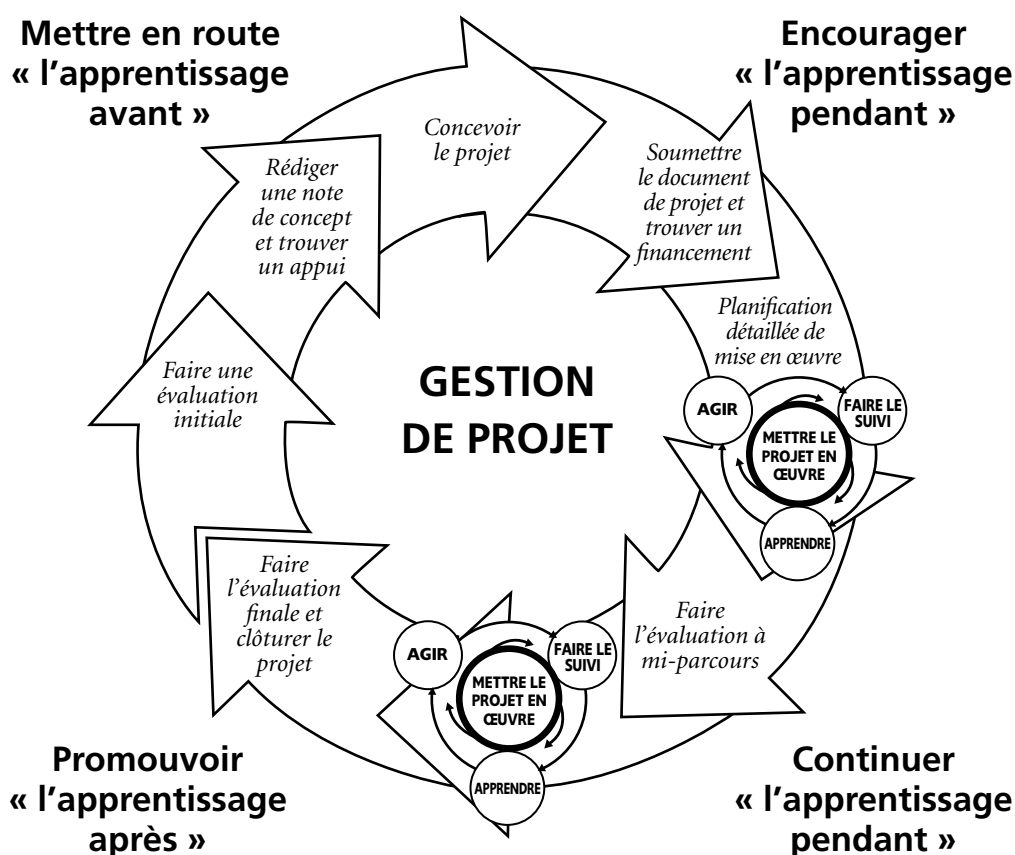 Mettre en route
« l’apprentissage
avant »
Encourager
« l’apprentissage
pendant »
Concevoir
le projet
Soumettre
le document
de projet et
trouver un
financement
Rédiger
une note
de concept
et trouver
un appui
Planification
détaillée de
mise en œuvre
Faire une
évaluation
initiale
GESTION
DE PROJET
AGIR
FAIRE LE
SUIVI
METTRE LE
PROJET EN
ŒUVRE
APPRENDRE
Faire
l’évaluation à
mi-parcours
Faire
l’évaluation
finale et
clôturer le
projet
AGIR
FAIRE LE
SUIVI
METTRE LE
PROJET EN
ŒUVRE
APPRENDRE
Promouvoir
« l’apprentissage
après »
Continuer
« l’apprentissage
pendant »